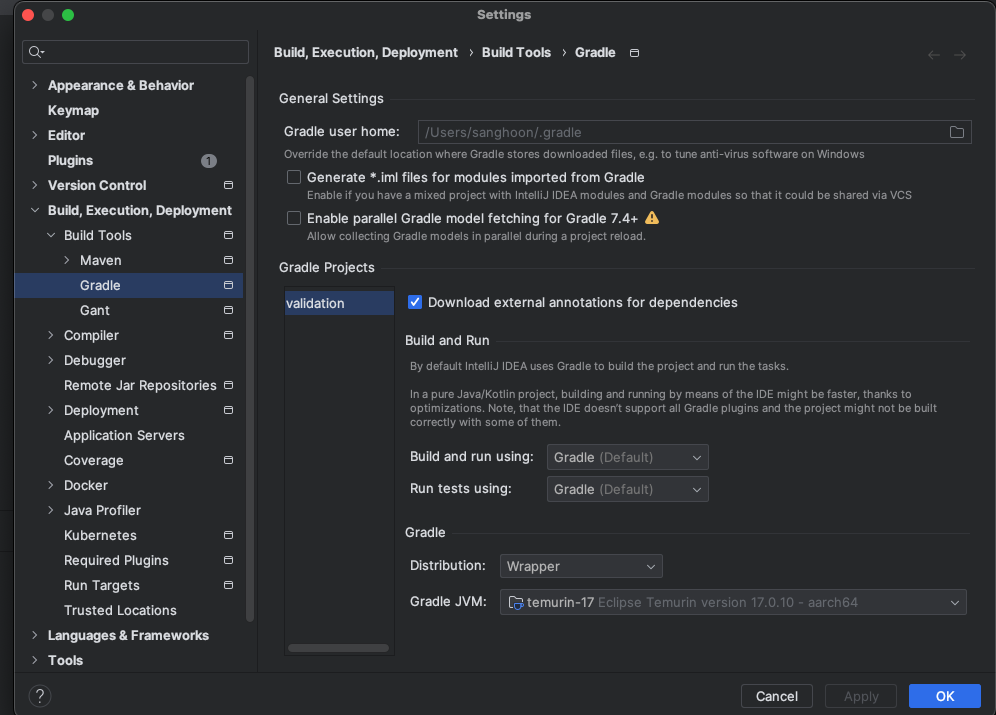 Settings
Appearance & Behavior
Keymap
Editor
Plugins 1
Version Control
Build, Execution, Deployment
Build Tools
Maven
Gradle
Gant
Compiler
Debugger
Remote Jar Repositories
Deployment
Application Servers
Coverage
Docker
Java Profiler
Kubernetes
Required Plugins
Run Targets
Trusted Locations
Languages & Frameworks
Tools
?
Build, Execution, Deployment › Build Tools › Gradle
General Settings
Gradle user home: /Users/sanghoon/.gradle
Override the default location where Gradle stores downloaded files, e.g. to tune anti-virus software on Windows
Generate *.iml files for modules imported from Gradle
Enable if you have a mixed project with IntelliJ IDEA modules and Gradle modules so that it could be shared via VCS
Enable parallel Gradle model fetching for Gradle 7.4+
Allow collecting Gradle models in parallel during a project reload.
Gradle Projects
validation
Download external annotations for dependencies
Build and Run
By default IntelliJ IDEA uses Gradle to build the project and run the tasks.
In a pure Java/Kotlin project, building and running by means of the IDE might be faster, thanks to
optimizations. Note, that the IDE doesn't support all Gradle plugins and the project might not be built
correctly with some of them.
Build and run using: Gradle (Default)
Run tests using: Gradle (Default)
Gradle
Distribution: Wrapper
Gradle JVM: temurin-17 Eclipse Temurin version 17.0.10 - aarch64
Cancel
Apply
OK